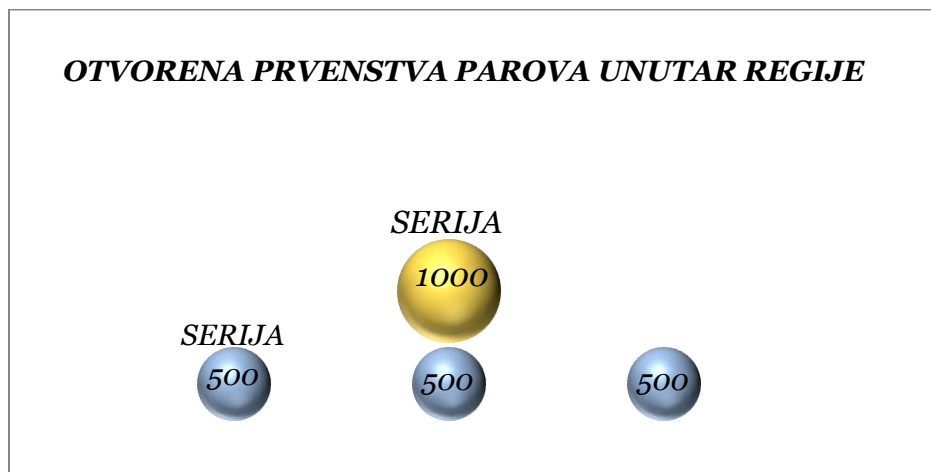 OTVORENA PRVENSTVA PAROVA UNUTAR REGIJE
SERIJA
1000
SERIJA
500
500
500